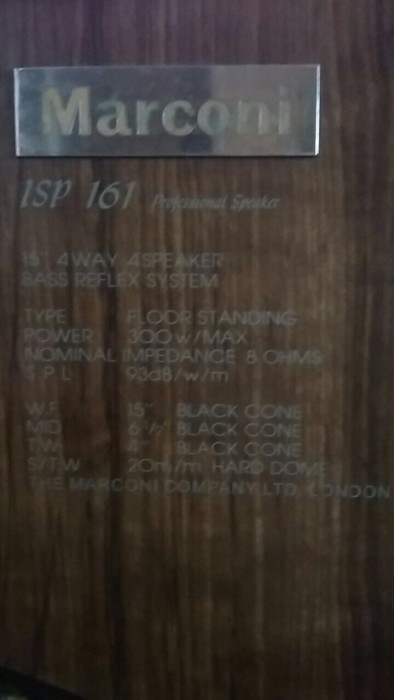 Marconi
ISP 161 Professional Speaker
15" 4WAY 4SPEAKER
BASS REFLEX SYSTEM
TYPE FLOOR STANDING
POWER 300w/MAX
NOMINAL IMPEDANCE 8 OHMS
S P L 93dB/w/m
W.F 15" BLACK CONE
MID 6 1/2" BLACK CONE
TW 4" BLACK CONE
S/T.W 20m/m HARD DOME
THE MARCONI COMPANY LTD. LONDON